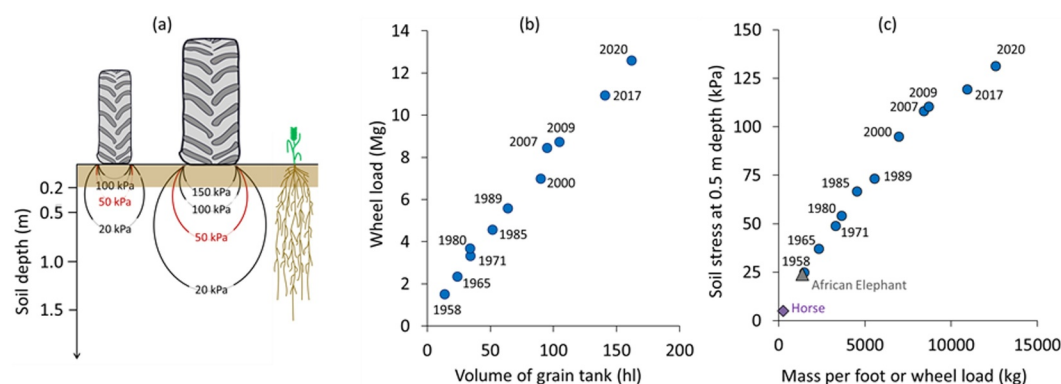 (a)
100 kPa
50 kPa
20 kPa
150 kPa
100 kPa
50 kPa
20 kPa
0.2
0.5
1.0
1.5
Soil depth (m)
(b)
14
12
10
8
6
4
2
0
Wheel load (Mg)
2020
2017
2009
2007
2000
1989
1985
1980
1971
1965
1958
0 50 100 150 200
Volume of grain tank (hl)
(c)
150
125
100
75
50
25
0
Soil stress at 0.5 m depth (kPa)
2020
2017
2009
2007
2000
1989
1985
1980
1971
1965
1958
African Elephant
Horse
0 5000 10000 15000
Mass per foot or wheel load (kg)